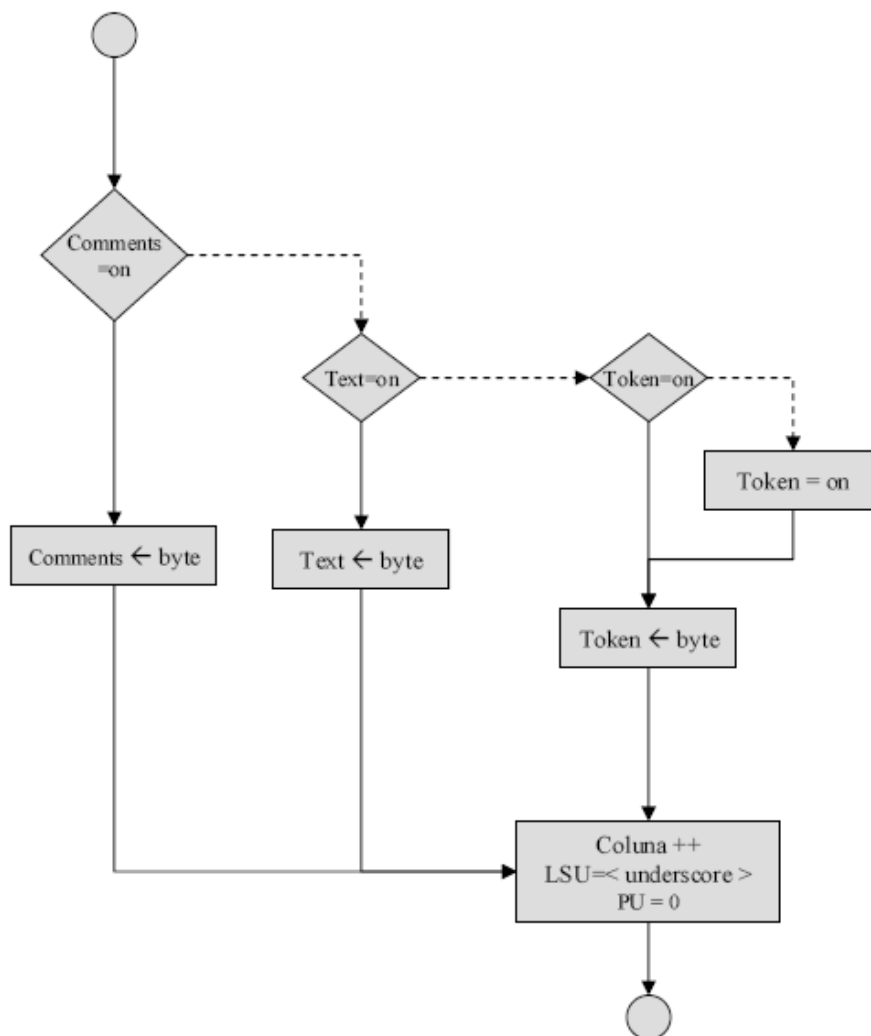 Comments
=on
Text=on
Token=on
Token = on
Comments ← byte
Text ← byte
Token ← byte
Coluna ++
LSU=< underscore >
PU = 0